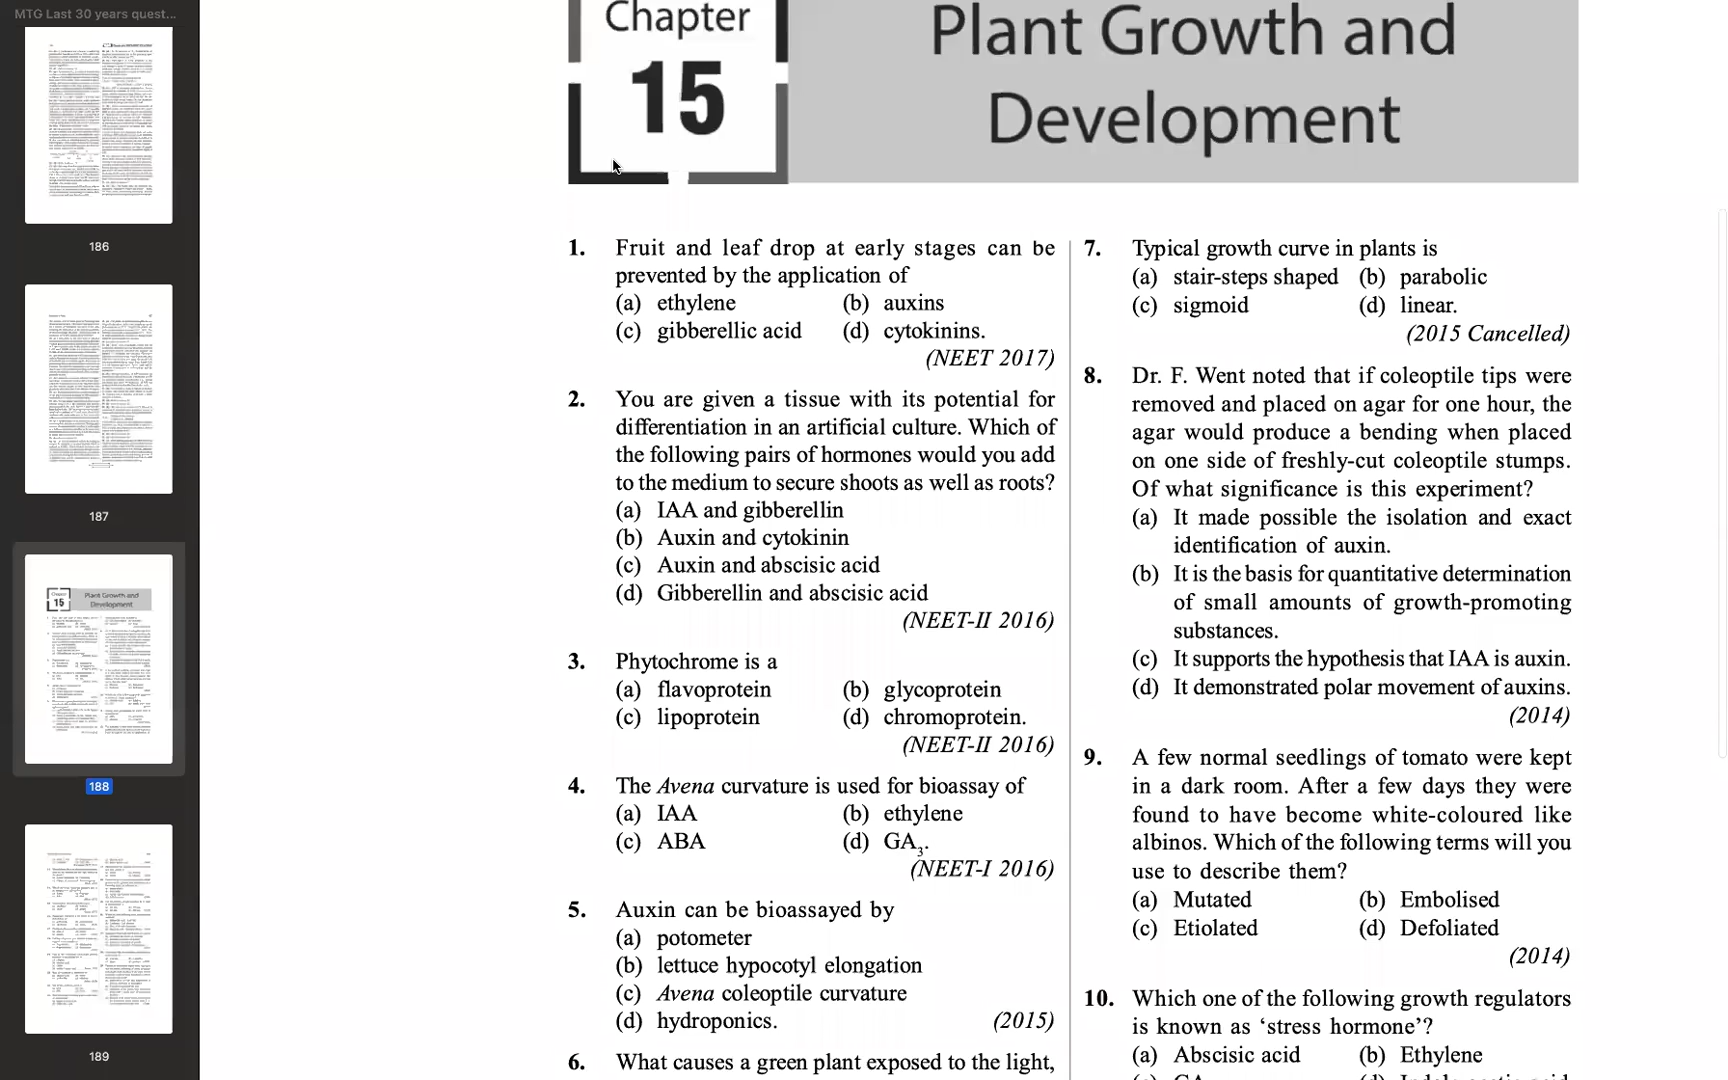 MTG Last 30 years quest...
186
187
188
189
Chapter
15
Plant Growth and
Development
1. Fruit and leaf drop at early stages can be
prevented by the application of
(a) ethylene (b) auxins
(c) gibberellic acid (d) cytokinins.
(NEET 2017)
2. You are given a tissue with its potential for
differentiation in an artificial culture. Which of
the following pairs of hormones would you add
to the medium to secure shoots as well as roots?
(a) IAA and gibberellin
(b) Auxin and cytokinin
(c) Auxin and abscisic acid
(d) Gibberellin and abscisic acid
(NEET-II 2016)
3. Phytochrome is a
(a) flavoprotein (b) glycoprotein
(c) lipoprotein (d) chromoprotein.
(NEET-II 2016)
4. The Avena curvature is used for bioassay of
(a) IAA (b) ethylene
(c) ABA (d) GA3.
(NEET-I 2016)
5. Auxin can be bioassayed by
(a) potometer
(b) lettuce hypocotyl elongation
(c) Avena coleoptile curvature
(d) hydroponics. (2015)
6. What causes a green plant exposed to the light,
7. Typical growth curve in plants is
(a) stair-steps shaped (b) parabolic
(c) sigmoid (d) linear.
(2015 Cancelled)
8. Dr. F. Went noted that if coleoptile tips were
removed and placed on agar for one hour, the
agar would produce a bending when placed
on one side of freshly-cut coleoptile stumps.
Of what significance is this experiment?
(a) It made possible the isolation and exact
identification of auxin.
(b) It is the basis for quantitative determination
of small amounts of growth-promoting
substances.
(c) It supports the hypothesis that IAA is auxin.
(d) It demonstrated polar movement of auxins.
(2014)
9. A few normal seedlings of tomato were kept
in a dark room. After a few days they were
found to have become white-coloured like
albinos. Which of the following terms will you
use to describe them?
(a) Mutated (b) Embolised
(c) Etiolated (d) Defoliated
(2014)
10. Which one of the following growth regulators
is known as ‘stress hormone’?
(a) Abscisic acid (b) Ethylene